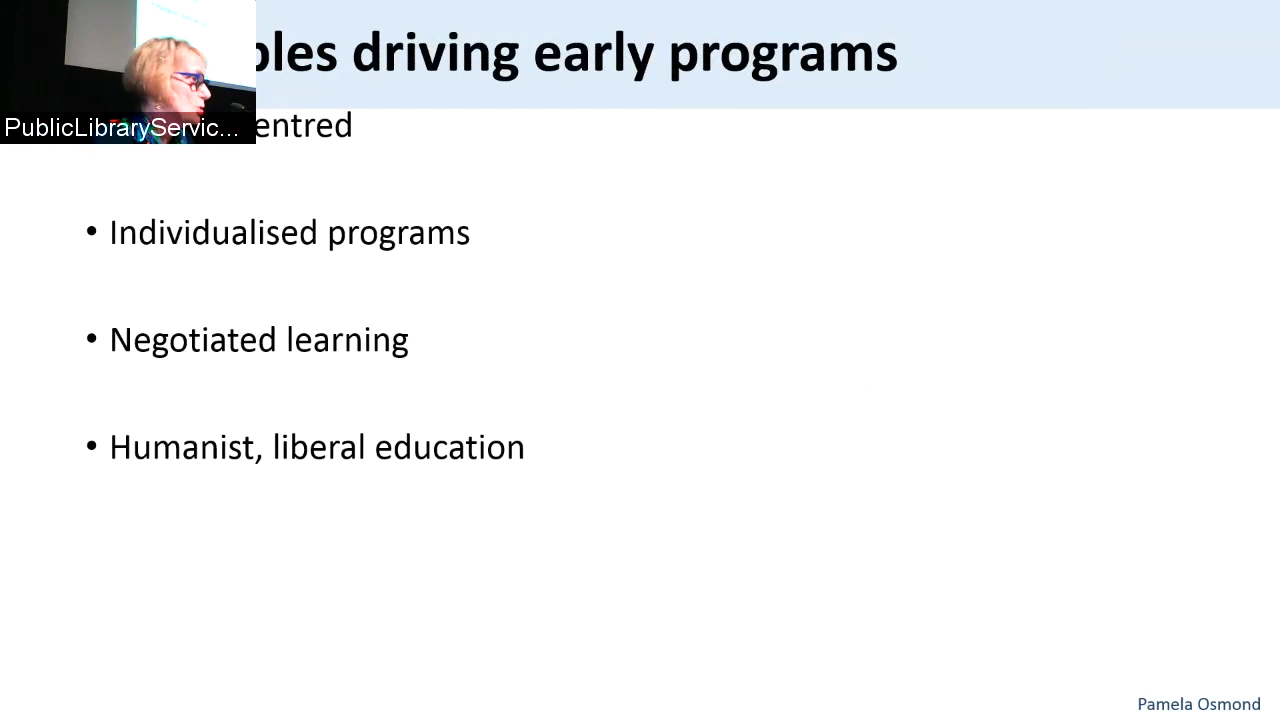 ples driving early programs
PublicLibraryServic...
entred
• Individualised programs
• Negotiated learning
• Humanist, liberal education
Pamela Osmond